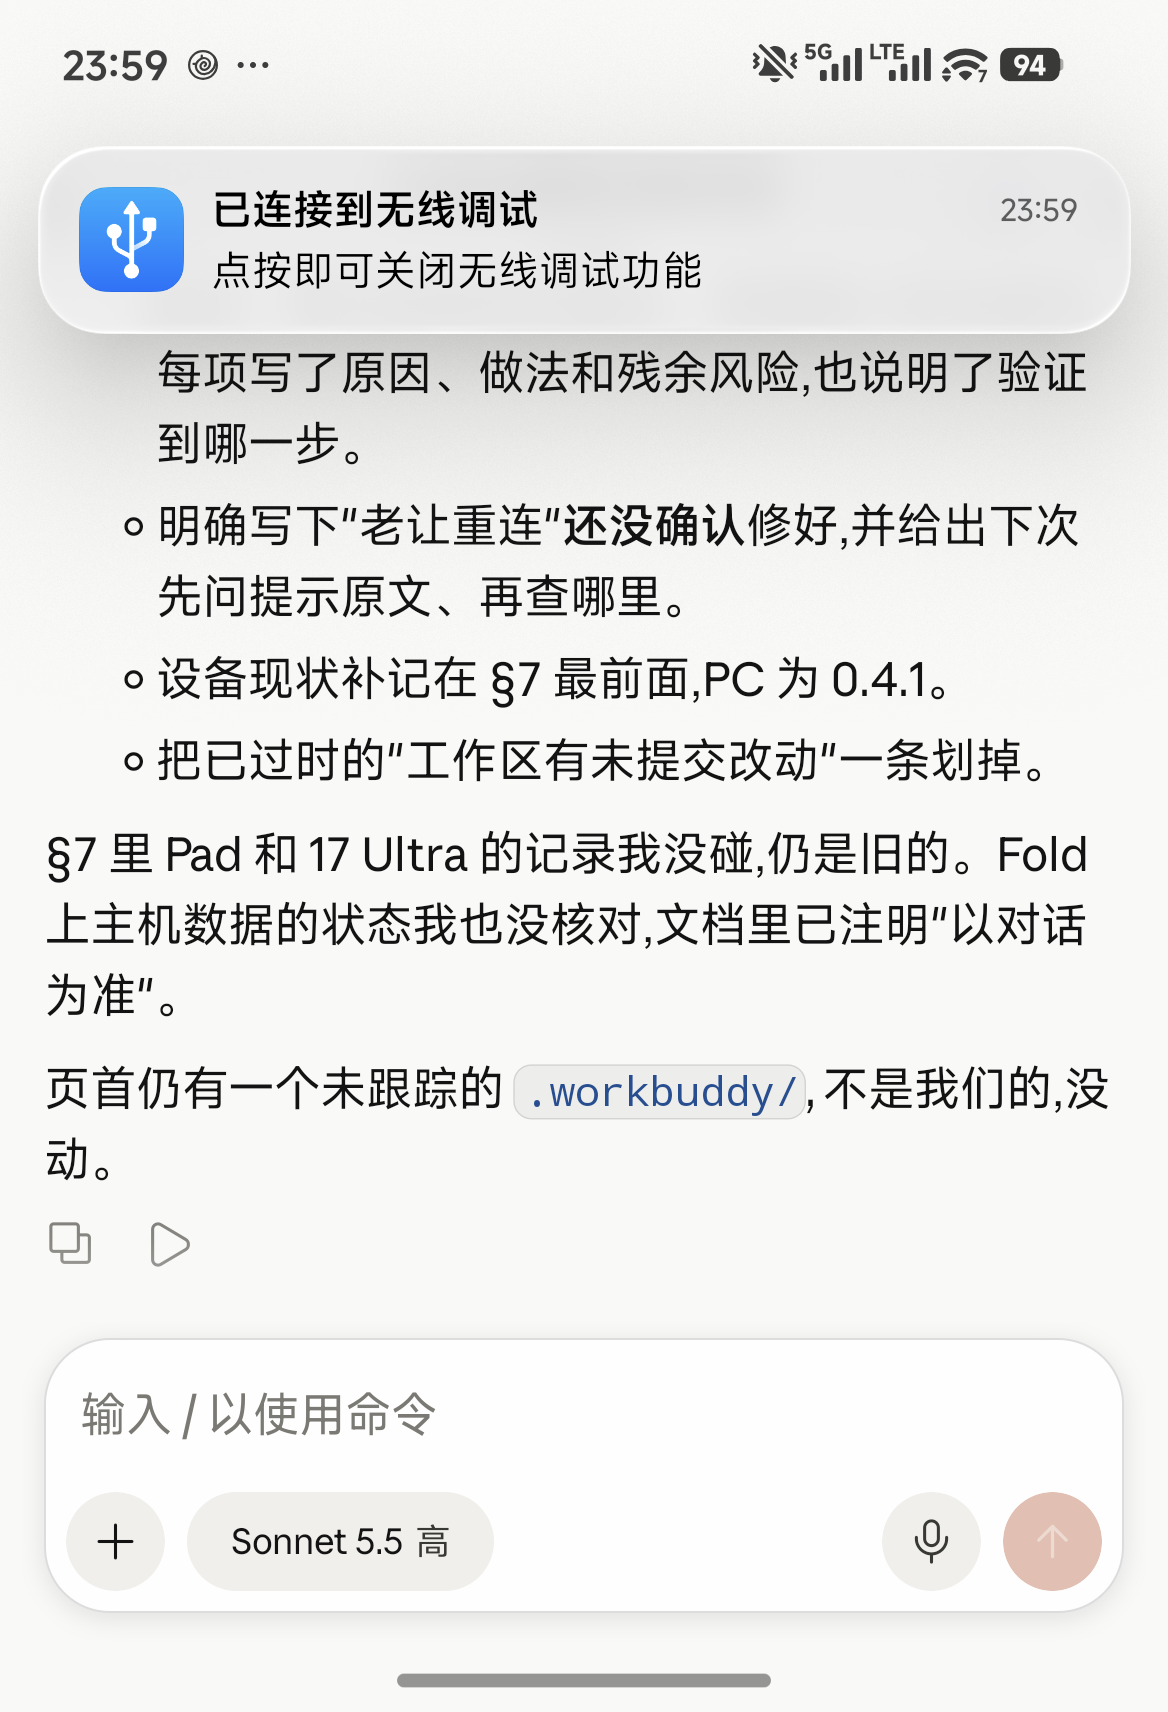 23:59 ... 5G LTE 7 94
已连接到无线调试 23:59
点按即可关闭无线调试功能
每项写了原因、做法和残余风险,也说明了验证
到哪一步。
明确写下"老让重连"还没确认修好,并给出下次
先问提示原文、再查哪里。
设备现状补记在 §7 最前面,PC 为 0.4.1。
把已过时的"工作区有未提交改动"一条划掉。
§7 里 Pad 和 17 Ultra 的记录我没碰,仍是旧的。Fold
上主机数据的状态我也没核对,文档里已注明"以对话
为准"。
页首仍有一个未跟踪的 .workbuddy/, 不是我们的,没
动。
输入 / 以使用命令
Sonnet 5.5 高